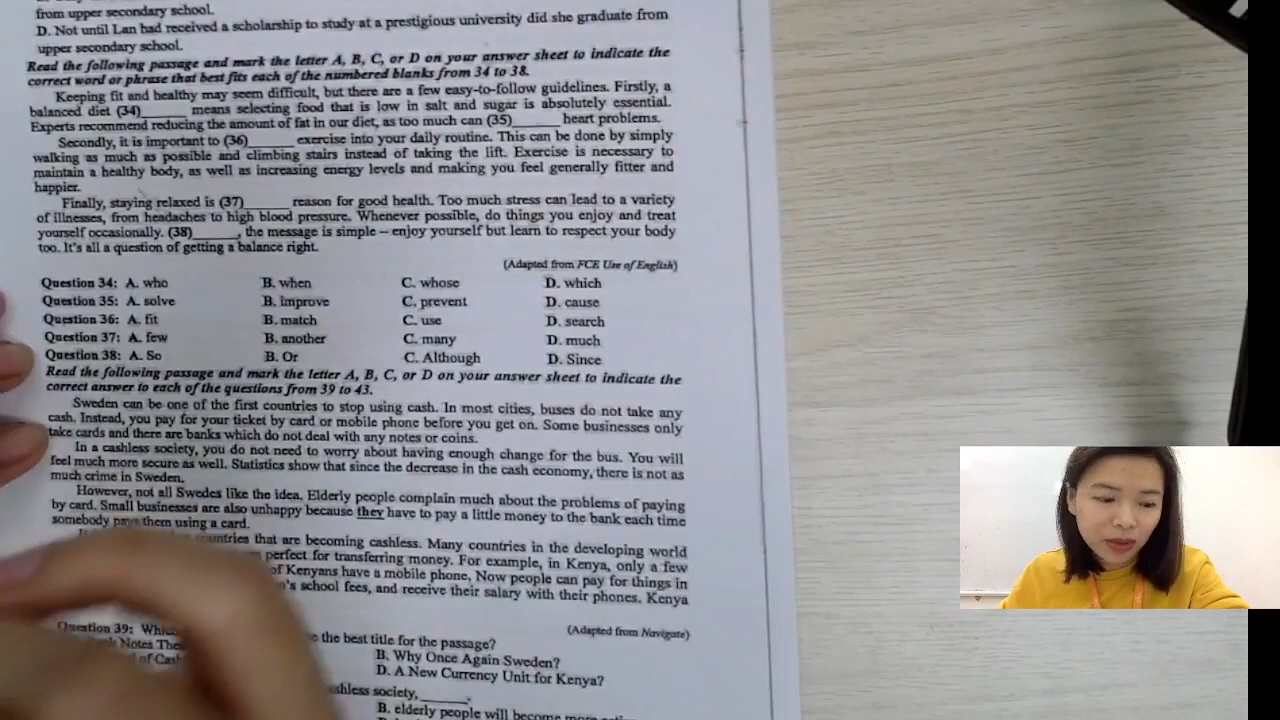 from upper secondary school.
D. Not until Lan had received a scholarship to study at a prestigious university did she graduate from
upper secondary school.
Read the following passage and mark the letter A, B, C, or D on your answer sheet to indicate the
correct word or phrase that best fits each of the numbered blanks from 34 to 38.
Keeping fit and healthy may seem difficult, but there are a few easy-to-follow guidelines. Firstly, a
balanced diet (34)______ means selecting food that is low in salt and sugar is absolutely essential.
Experts recommend reducing the amount of fat in our diet, as too much can (35)______ heart problems.
Secondly, it is important to (36)______ exercise into your daily routine. This can be done by simply
walking as much as possible and climbing stairs instead of taking the lift. Exercise is necessary to
maintain a healthy body, as well as increasing energy levels and making you feel generally fitter and
happier.
Finally, staying relaxed is (37)______ reason for good health. Too much stress can lead to a variety
of illnesses, from headaches to high blood pressure. Whenever possible, do things you enjoy and treat
yourself occasionally. (38)______, the message is simple – enjoy yourself but learn to respect your body
too. It's all a question of getting a balance right.
(Adapted from FCE Use of English)
Question 34: A. who B. when C. whose D. which
Question 35: A. solve B. improve C. prevent D. cause
Question 36: A. fit B. match C. use D. search
Question 37: A. few B. another C. many D. much
Question 38: A. So B. Or C. Although D. Since
Read the following passage and mark the letter A, B, C, or D on your answer sheet to indicate the
correct answer to each of the questions from 39 to 43.
Sweden can be one of the first countries to stop using cash. In most cities, buses do not take any
cash. Instead, you pay for your ticket by card or mobile phone before you get on. Some businesses only
take cards and there are banks which do not deal with any notes or coins.
In a cashless society, you do not need to worry about having enough change for the bus. You will
feel much more secure as well. Statistics show that since the decrease in the cash economy, there is not as
much crime in Sweden.
However, not all Swedes like the idea. Elderly people complain much about the problems of paying
by card. Small businesses are also unhappy because they have to pay a little money to the bank each time
somebody pays them using a card.
countries that are becoming cashless. Many countries in the developing world
perfect for transferring money. For example, in Kenya, only a few
of Kenyans have a mobile phone. Now people can pay for things in
's school fees, and receive their salary with their phones. Kenya
(Adapted from Navigate)
Question 39: the best title for the passage?
Notes B. Why Once Again Sweden?
of D. A New Currency Unit for Kenya?
society, ______.
B. elderly people will become more